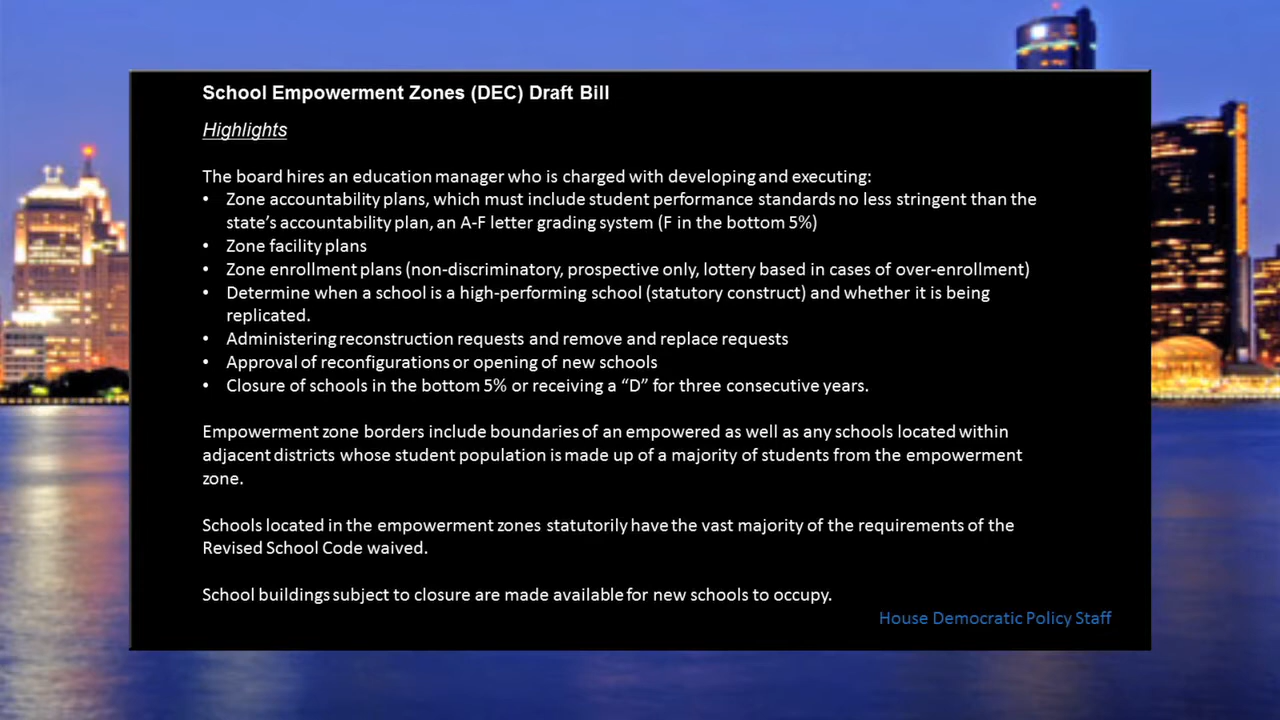 School Empowerment Zones (DEC) Draft Bill
Highlights
The board hires an education manager who is charged with developing and executing:
• Zone accountability plans, which must include student performance standards no less stringent than the
state's accountability plan, an A-F letter grading system (F in the bottom 5%)
• Zone facility plans
• Zone enrollment plans (non-discriminatory, prospective only, lottery based in cases of over-enrollment)
• Determine when a school is a high-performing school (statutory construct) and whether it is being
replicated.
• Administering reconstruction requests and remove and replace requests
• Approval of reconfigurations or opening of new schools
• Closure of schools in the bottom 5% or receiving a “D” for three consecutive years.
Empowerment zone borders include boundaries of an empowered as well as any schools located within
adjacent districts whose student population is made up of a majority of students from the empowerment
zone.
Schools located in the empowerment zones statutorily have the vast majority of the requirements of the
Revised School Code waived.
School buildings subject to closure are made available for new schools to occupy.
House Democratic Policy Staff